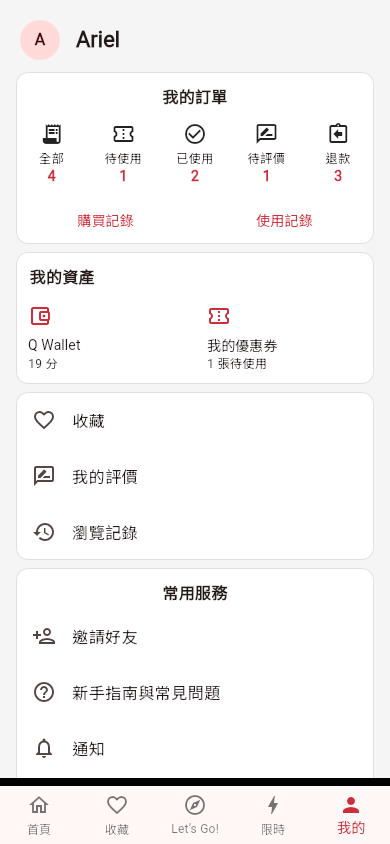 A Ariel
我的訂單
全部 待使用 已使用 待評價 退款
4 1 2 1 3
購買記錄 使用記錄
我的資產
Q Wallet 我的優惠券
19 分 1 張待使用
收藏
我的評價
瀏覽記錄
常用服務
邀請好友
新手指南與常見問題
通知
首頁 收藏 Let's Go! 限時 我的